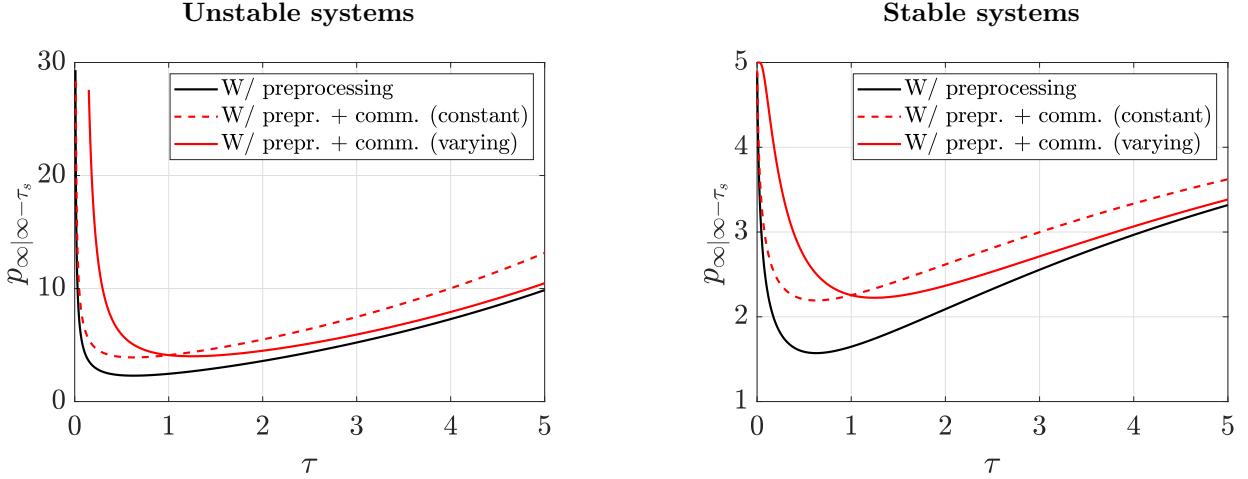 Unstable systems
30
20
10
0
0 1 2 3 4 5
p∞|∞−τs
τ
W/ preprocessing
W/ prepr. + comm. (constant)
W/ prepr. + comm. (varying)
Stable systems
5
4
3
2
1
0 1 2 3 4 5
p∞|∞−τs
τ
W/ preprocessing
W/ prepr. + comm. (constant)
W/ prepr. + comm. (varying)